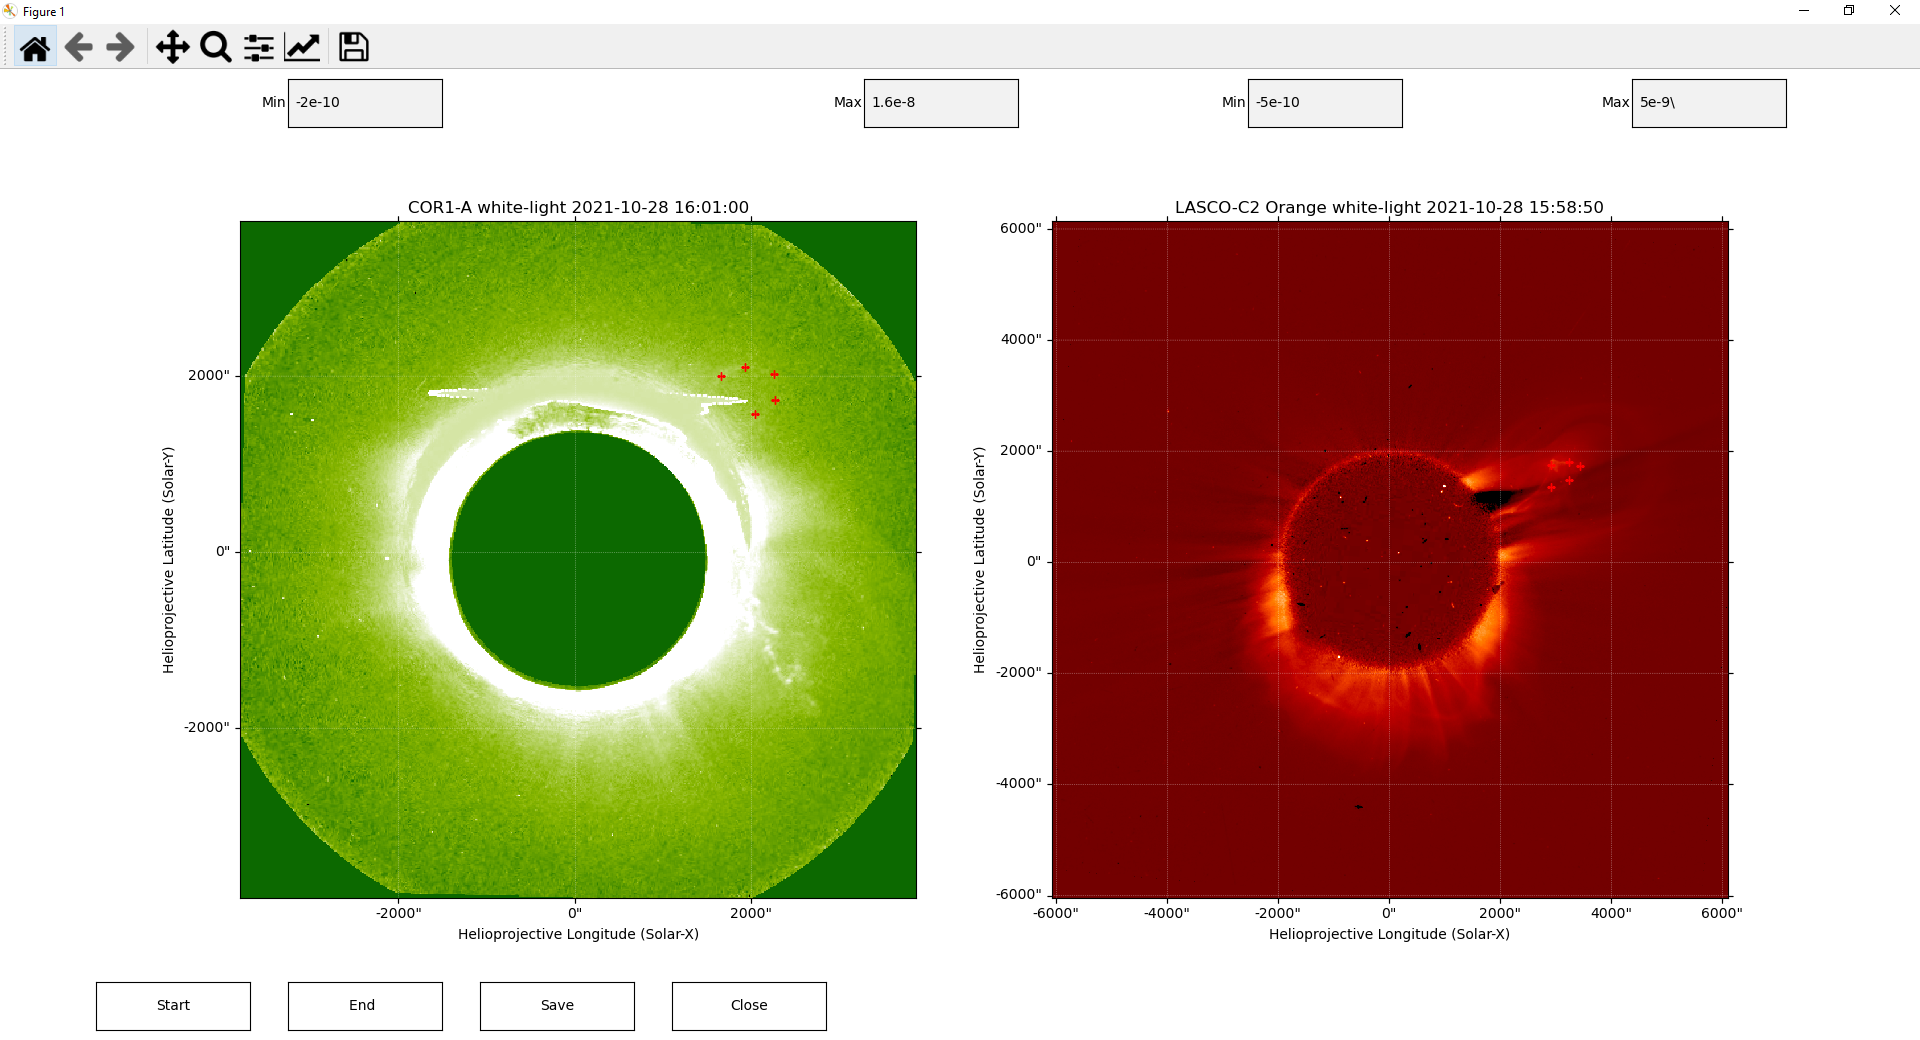 Figure 1
Min -2e-10 Max 1.6e-8 Min -5e-10 Max 5e-9\
COR1-A white-light 2021-10-28 16:01:00
2000"
0"
-2000"
Helioprojective Latitude (Solar-Y)
-2000" 0" 2000"
Helioprojective Longitude (Solar-X)
LASCO-C2 Orange white-light 2021-10-28 15:58:50
6000"
4000"
2000"
0"
-2000"
-4000"
-6000"
Helioprojective Latitude (Solar-Y)
-6000" -4000" -2000" 0" 2000" 4000" 6000"
Helioprojective Longitude (Solar-X)
Start End Save Close